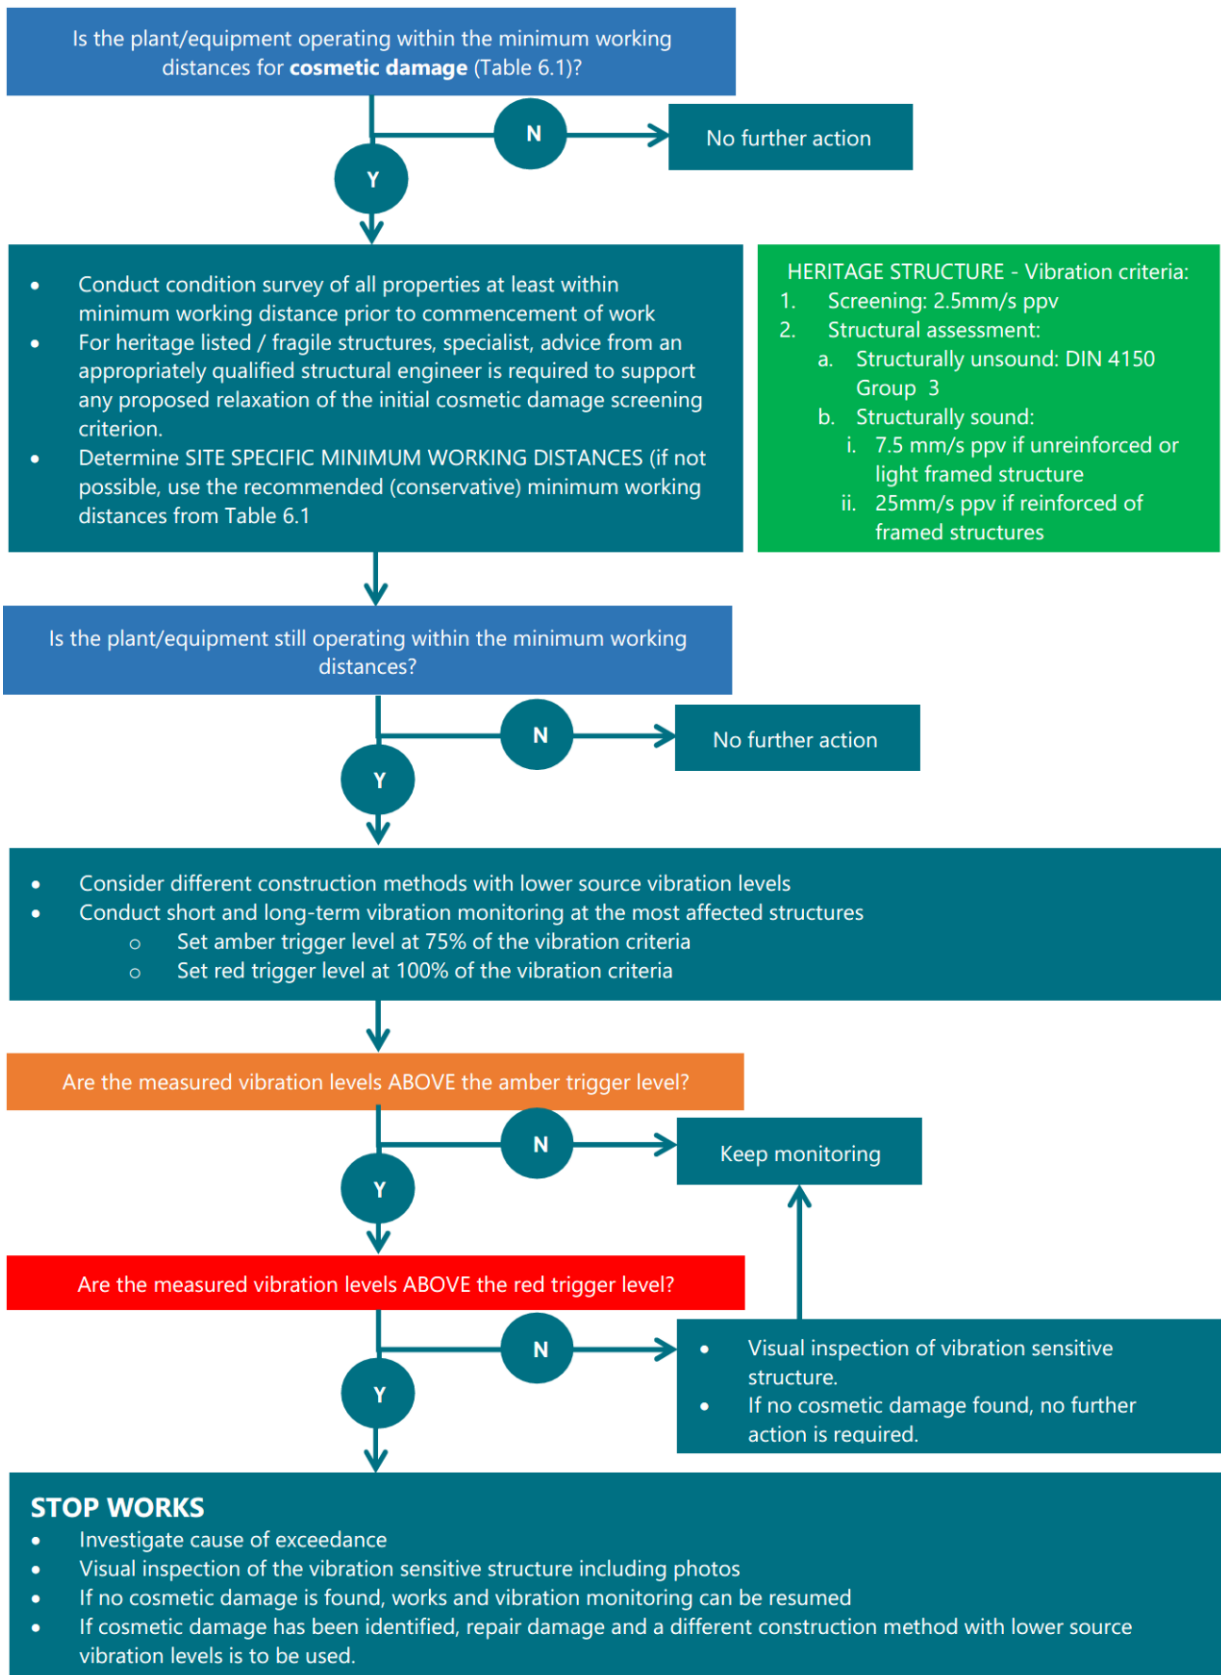 Is the plant/equipment operating within the minimum working
distances for cosmetic damage (Table 6.1)?
N
No further action
Y
• Conduct condition survey of all properties at least within
minimum working distance prior to commencement of work
• For heritage listed / fragile structures, specialist, advice from an
appropriately qualified structural engineer is required to support
any proposed relaxation of the initial cosmetic damage screening
criterion.
• Determine SITE SPECIFIC MINIMUM WORKING DISTANCES (if not
possible, use the recommended (conservative) minimum working
distances from Table 6.1
HERITAGE STRUCTURE - Vibration criteria:
1. Screening: 2.5mm/s ppv
2. Structural assessment:
a. Structurally unsound: DIN 4150
Group 3
b. Structurally sound:
i. 7.5 mm/s ppv if unreinforced or
light framed structure
ii. 25mm/s ppv if reinforced of
framed structures
Is the plant/equipment still operating within the minimum working
distances?
N
No further action
Y
• Consider different construction methods with lower source vibration levels
• Conduct short and long-term vibration monitoring at the most affected structures
o Set amber trigger level at 75% of the vibration criteria
o Set red trigger level at 100% of the vibration criteria
Are the measured vibration levels ABOVE the amber trigger level?
N
Keep monitoring
Y
Are the measured vibration levels ABOVE the red trigger level?
N
• Visual inspection of vibration sensitive
structure.
• If no cosmetic damage found, no further
action is required.
Y
STOP WORKS
• Investigate cause of exceedance
• Visual inspection of the vibration sensitive structure including photos
• If no cosmetic damage is found, works and vibration monitoring can be resumed
• If cosmetic damage has been identified, repair damage and a different construction method with lower source
vibration levels is to be used.